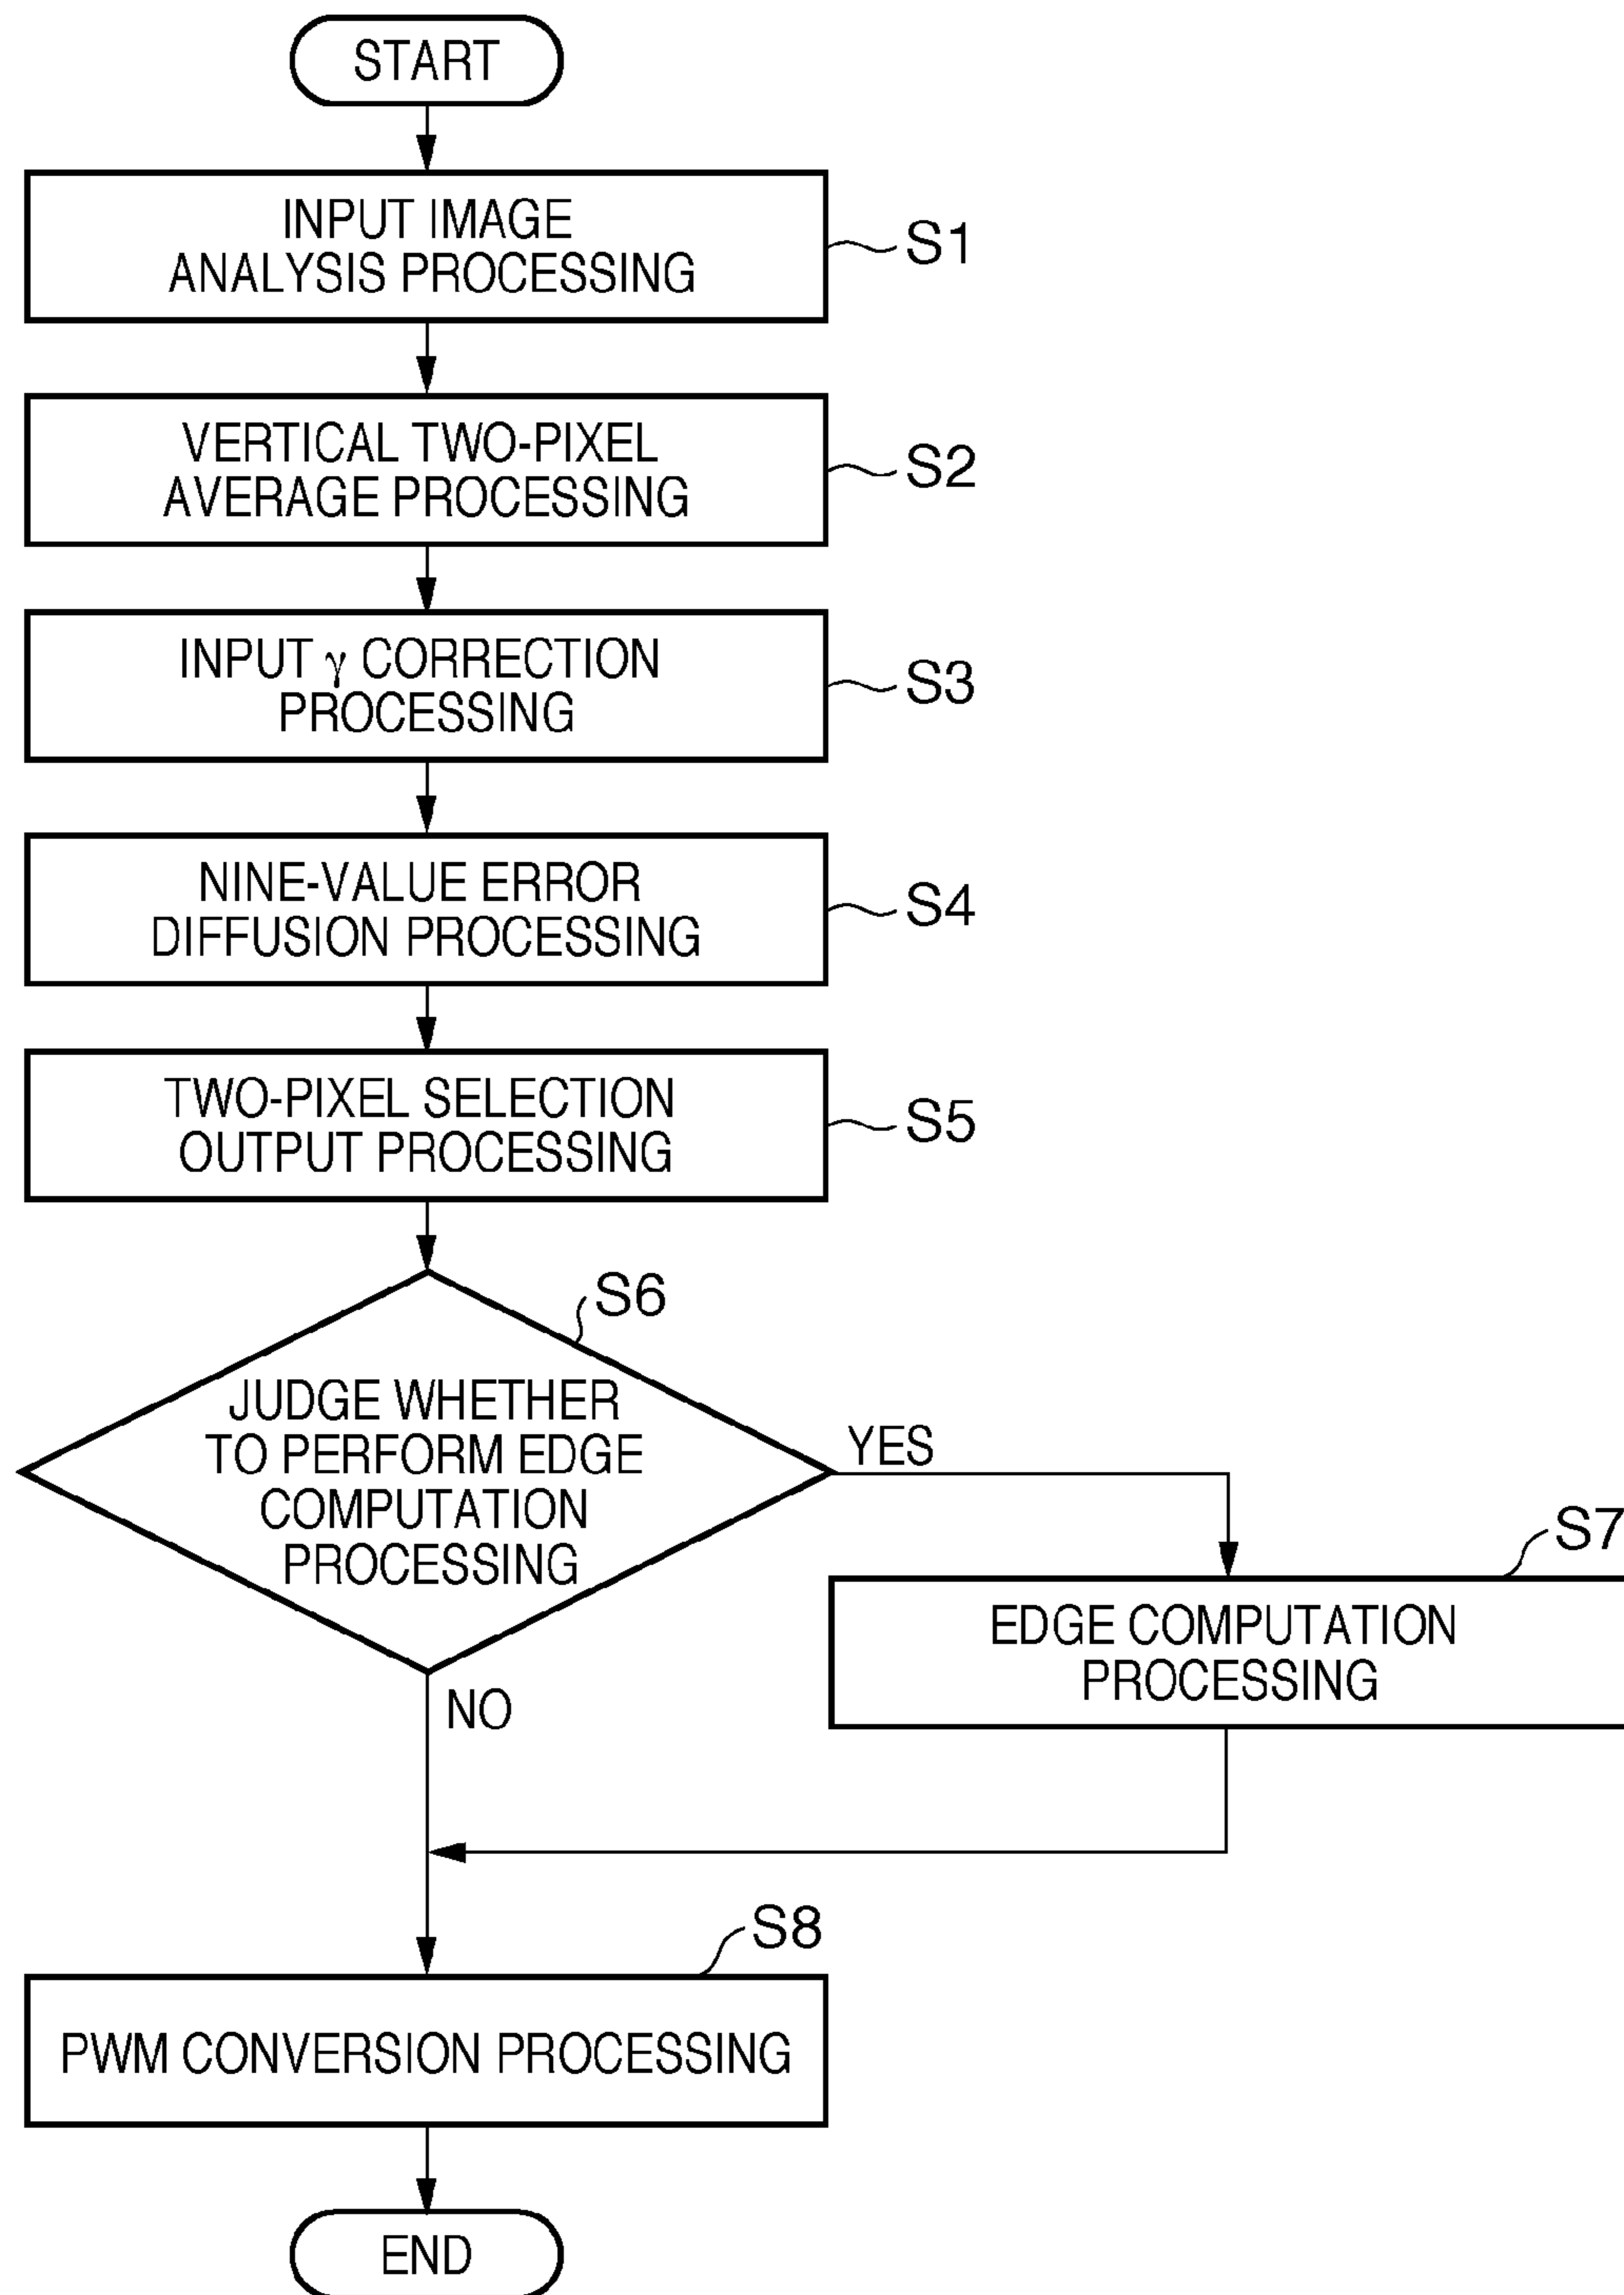 START
INPUT IMAGE
ANALYSIS PROCESSING
S1
VERTICAL TWO-PIXEL
AVERAGE PROCESSING
S2
INPUT γ CORRECTION
PROCESSING
S3
NINE-VALUE ERROR
DIFFUSION PROCESSING
S4
TWO-PIXEL SELECTION
OUTPUT PROCESSING
S5
S6
JUDGE WHETHER
TO PERFORM EDGE
COMPUTATION
PROCESSING
YES
S7
EDGE COMPUTATION
PROCESSING
NO
S8
PWM CONVERSION PROCESSING
END